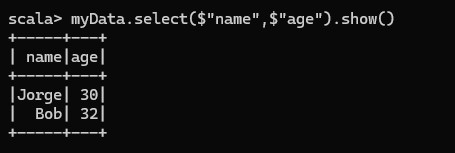 scala> myData.select($"name",$"age").show()
+-----+---+
| name|age|
+-----+---+
|Jorge| 30|
|  Bob| 32|
+-----+---+